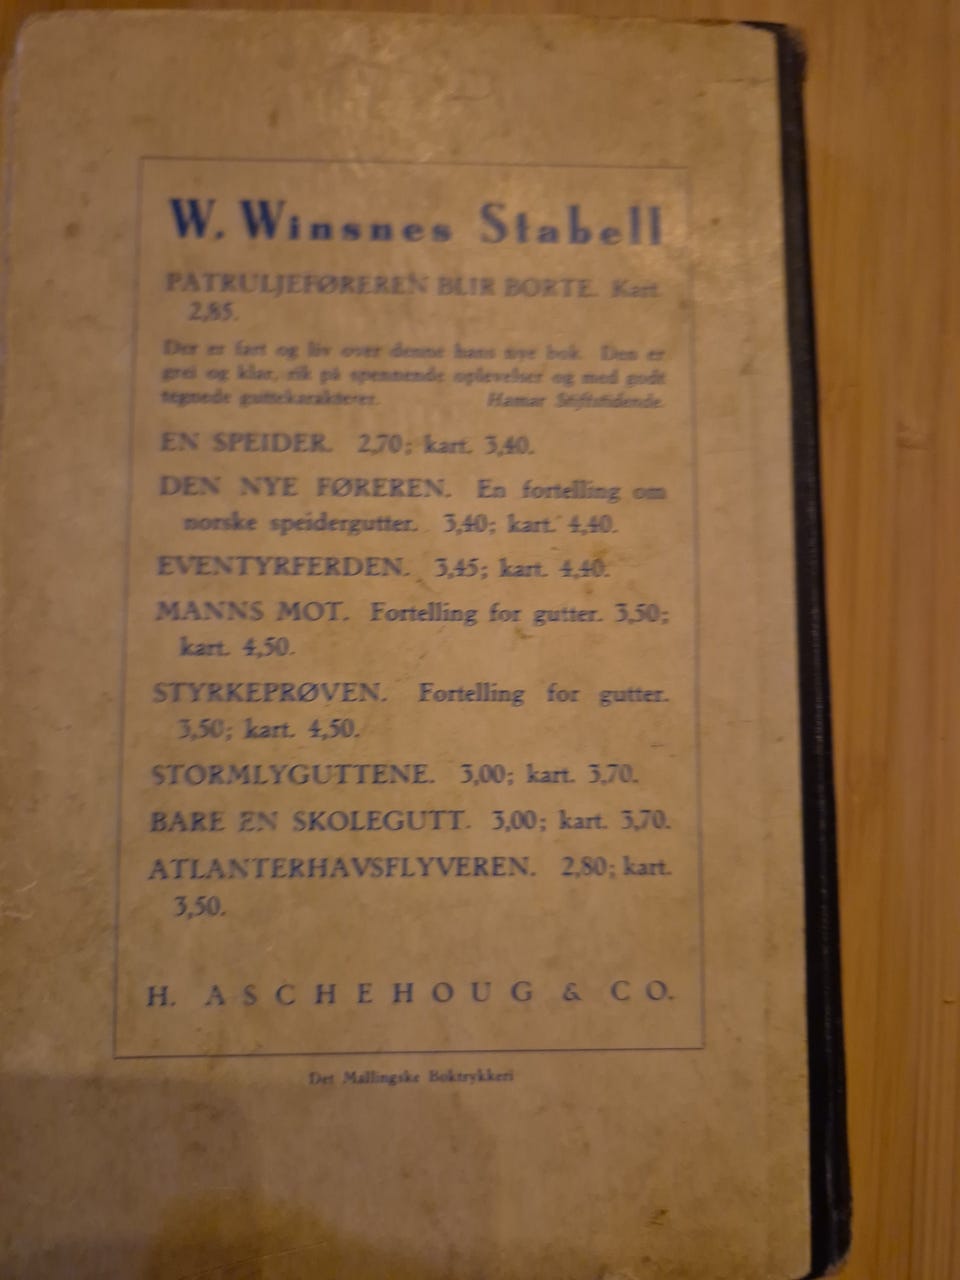 W. Winsnes Stabell
PATRULJEFØREREN BLIR BORTE. Kart.
2,85.
Der er fart og liv over denne hans nye bok. Den er
grei og klar, rik på spennende oplevelser og med godt
tegnede guttekarakterer. Hamar Stiftstidende.
EN SPEIDER. 2,70; kart. 3,40.
DEN NYE FØREREN. En fortelling om
norske speidergutter. 3,40; kart. 4,40.
EVENTYRFERDEN. 3,45; kart. 4,40.
MANNS MOT. Fortelling for gutter. 3,50;
kart. 4,50.
STYRKEPRØVEN. Fortelling for gutter.
3,50; kart. 4,50.
STORMLYGUTTENE. 3,00; kart. 3,70.
BARE EN SKOLEGUTT. 3,00; kart. 3,70.
ATLANTERHAVSFLYVEREN. 2,80; kart.
3,50.
H. ASCHEHOUG & CO.
Det Mallingske Boktrykkeri